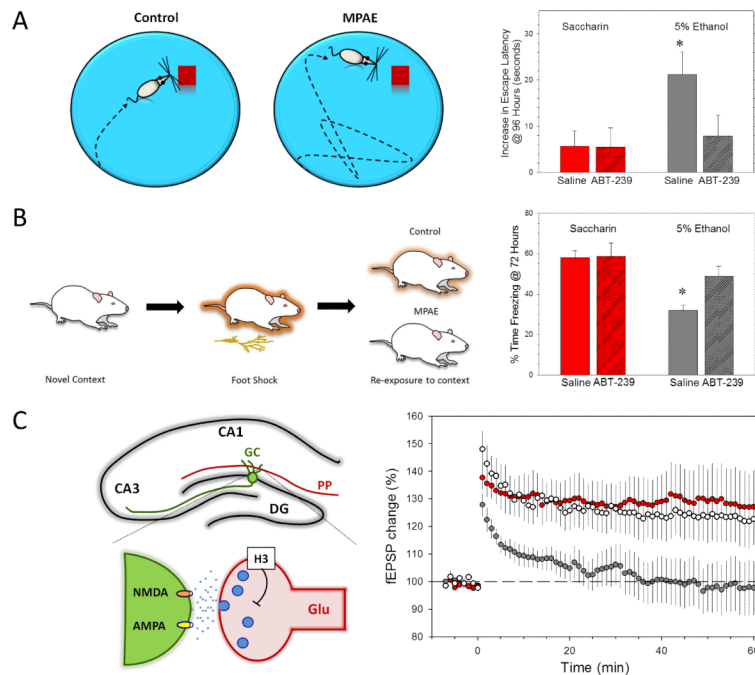 A
Control
MPAE
Increase in Escape Latency
@ 96 Hours (seconds)
30
20
10
0
Saccharin
5% Ethanol
*
Saline ABT-239
Saline ABT-239
B
Novel Context
Foot Shock
Control
MPAE
Re-exposure to context
% Time Freezing @ 72 Hours
80
60
40
20
0
Saccharin
5% Ethanol
*
Saline ABT-239
Saline ABT-239
C
CA1
GC
CA3
PP
DG
H3
NMDA
AMPA
Glu
fEPSP change (%)
160
150
140
130
120
110
100
90
80
0
20
40
60
Time (min)